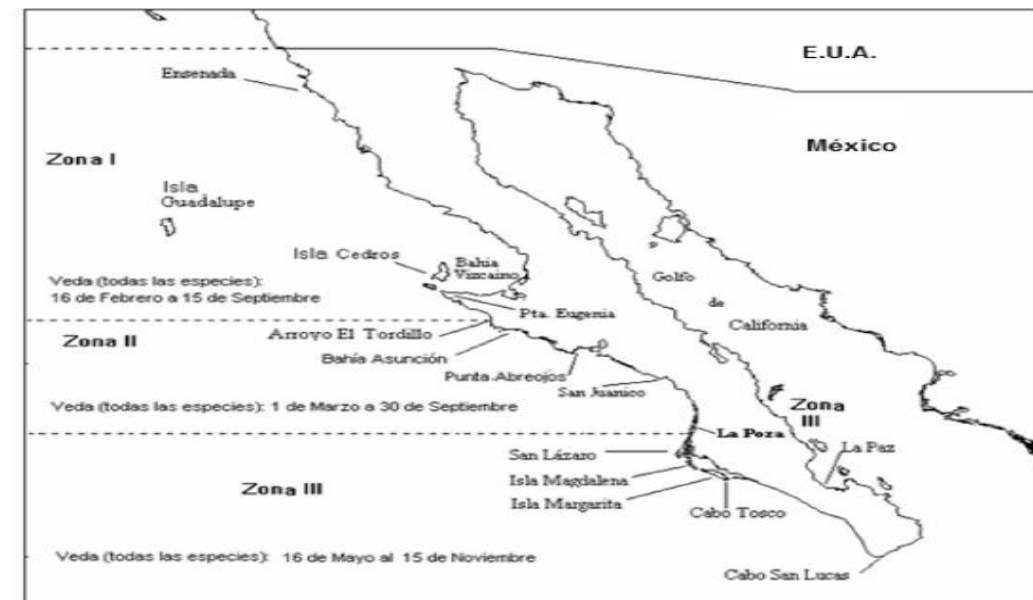 E.U.A.
Ensenada
México
Zona I
Isla
Guadalupe
Isla Cedros
Bahia
Vizcaino
Golfo
de
California
Veda (todas las especies):
16 de Febrero a 15 de Septiembre
Pta. Eugenia
Zona II
Arroyo El Tordillo
Bahía Asunción
Punta Abreojos
San Juanico
Veda (todas las especies): 1 de Marzo a 30 de Septiembre
Zona
III
La Poza
La Paz
San Lázaro
Isla Magdalena
Isla Margarita
Zona III
Cabo Tosco
Veda (todas las especies): 16 de Mayo al 15 de Noviembre
Cabo San Lucas